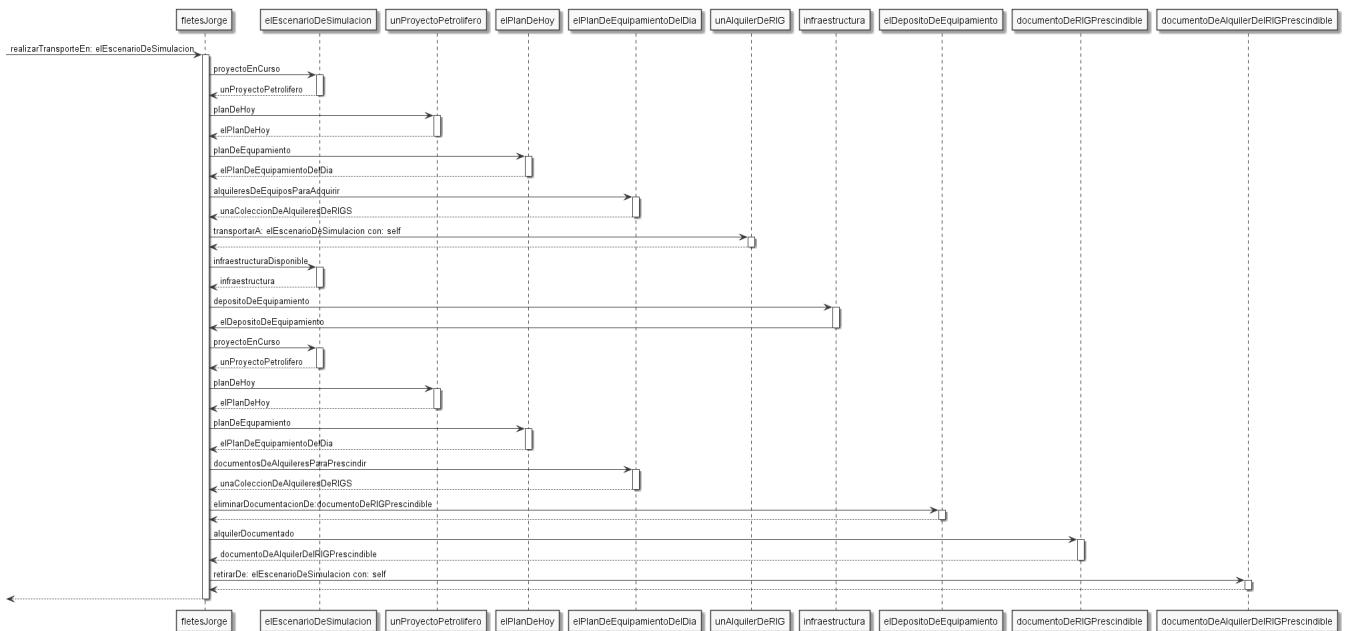 fletesJorge elEscenarioDeSimulacion unProyectoPetrolifero elPlanDeHoy elPlanDeEquipamientoDelDia unAlquilerDeRIG infraestructura elDepositoDeEquipamiento documentoDeRIGPrescindible documentoDeAlquilerDelRIGPrescindible
realizarTransporteEn: elEscenarioDeSimulacion
proyectoEnCurso
unProyectoPetrolifero
planDeHoy
elPlanDeHoy
planDeEqupamiento
elPlanDeEquipamientoDelDia
alquileresDeEquiposParaAdquirir
unaColeccionDeAlquileresDeRIGS
transportarA: elEscenarioDeSimulacion con: self
infraestructuraDisponible
infraestructura
depositoDeEquipamiento
elDepositoDeEquipamiento
proyectoEnCurso
unProyectoPetrolifero
planDeHoy
elPlanDeHoy
planDeEqupamiento
elPlanDeEquipamientoDelDia
documentosDeAlquileresParaPrescindir
unaColeccionDeAlquileresDeRIGS
eliminarDocumentacionDe:documentoDeRIGPrescindible
alquilerDocumentado
documentoDeAlquilerDelRIGPrescindible
retirarDe: elEscenarioDeSimulacion con: self
fletesJorge elEscenarioDeSimulacion unProyectoPetrolifero elPlanDeHoy elPlanDeEquipamientoDelDia unAlquilerDeRIG infraestructura elDepositoDeEquipamiento documentoDeRIGPrescindible documentoDeAlquilerDelRIGPrescindible